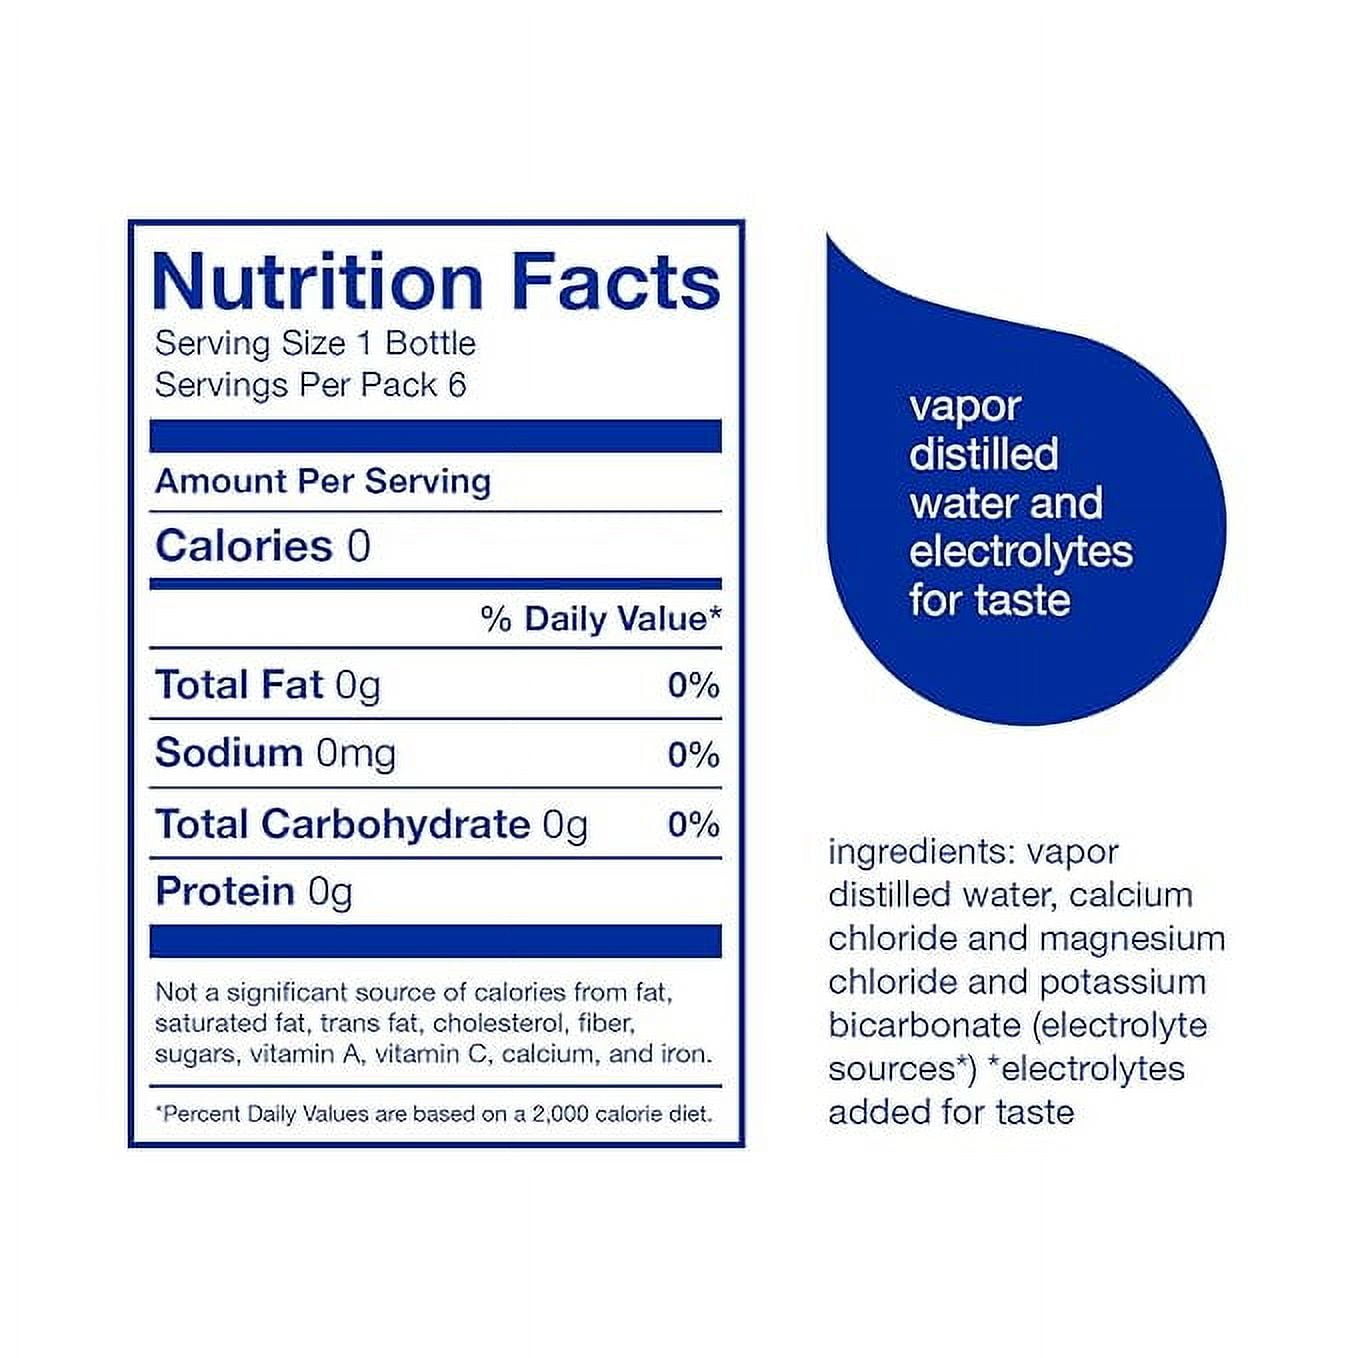 Nutrition Facts
Serving Size 1 Bottle
Servings Per Pack 6
Amount Per Serving
Calories 0
% Daily Value*
Total Fat 0g 0%
Sodium 0mg 0%
Total Carbohydrate 0g 0%
Protein 0g
Not a significant source of calories from fat,
saturated fat, trans fat, cholesterol, fiber,
sugars, vitamin A, vitamin C, calcium, and iron.
*Percent Daily Values are based on a 2,000 calorie diet.
vapor
distilled
water and
electrolytes
for taste
ingredients: vapor
distilled water, calcium
chloride and magnesium
chloride and potassium
bicarbonate (electrolyte
sources*) *electrolytes
added for taste